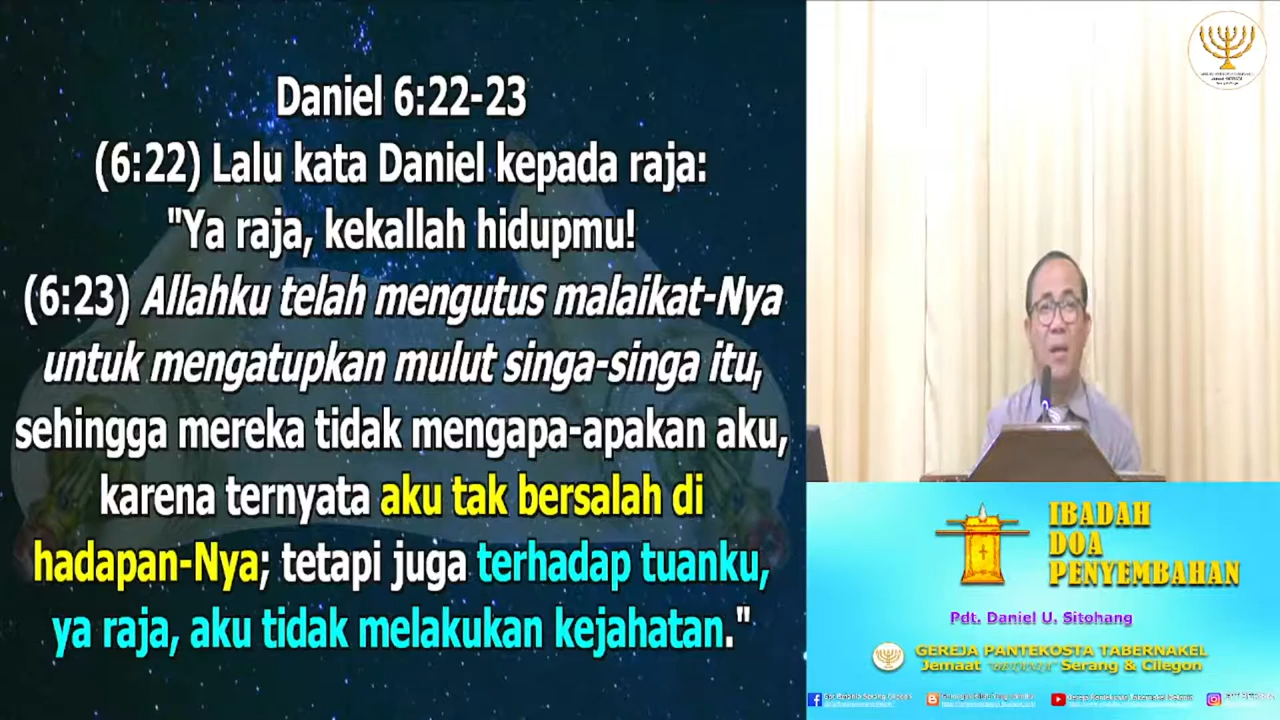 Daniel 6:22-23
(6:22) Lalu kata Daniel kepada raja:
"Ya raja, kekallah hidupmu!
(6:23) Allahku telah mengutus malaikat-Nya
untuk mengatupkan mulut singa-singa itu,
sehingga mereka tidak mengapa-apakan aku,
karena ternyata aku tak bersalah di
hadapan-Nya; tetapi juga terhadap tuanku,
ya raja, aku tidak melakukan kejahatan."
IBADAH
DOA
PENYEMBAHAN
Pdt. Daniel U. Sitohang
GEREJA PANTEKOSTA TABERNAKEL
Jemaat "BETANIA" Serang & Cilegon